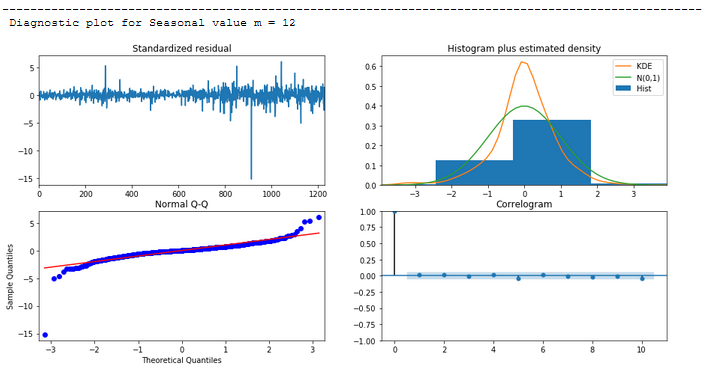 Diagnostic plot for Seasonal value m = 12
Standardized residual
5
0
−5
−10
−15
0 200 400 600 800 1000 1200
Histogram plus estimated density
KDE
N(0,1)
Hist
0.6
0.5
0.4
0.3
0.2
0.1
0.0
−3 −2 −1 0 1 2 3
Normal Q-Q
Sample Quantiles
5
0
−5
−10
−15
−3 −2 −1 0 1 2 3
Theoretical Quantiles
Correlogram
1.00
0.75
0.50
0.25
0.00
−0.25
−0.50
−0.75
−1.00
0 2 4 6 8 10